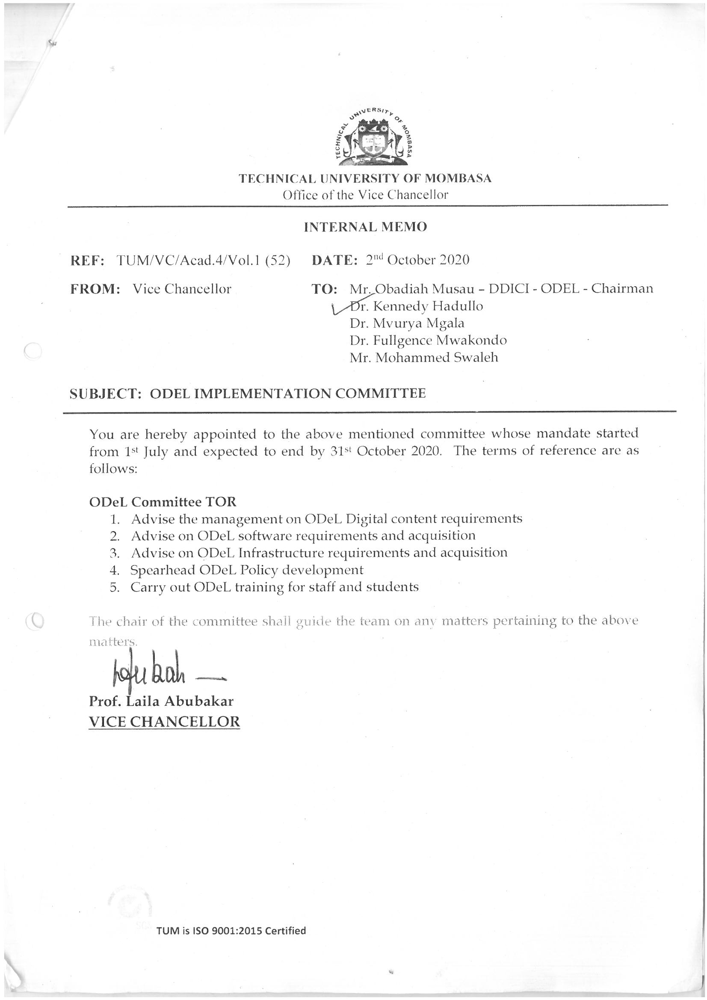 TECHNICAL UNIVERSITY OF MOMBASA
TECHNICAL UNIVERSITY OF MOMBASA
Office of the Vice Chancellor
INTERNAL MEMO
REF: TUM/VC/Acad.4/Vol.1 (52) DATE: 2nd October 2020
FROM: Vice Chancellor TO: Mr. Obadiah Musau – DDICI - ODEL - Chairman
Dr. Kennedy Hadullo
Dr. Mvurya Mgala
Dr. Fullgence Mwakondo
Mr. Mohammed Swaleh
SUBJECT: ODEL IMPLEMENTATION COMMITTEE
You are hereby appointed to the above mentioned committee whose mandate started
from 1st July and expected to end by 31st October 2020. The terms of reference are as
follows:
ODeL Committee TOR
1. Advise the management on ODeL Digital content requirements
2. Advise on ODeL software requirements and acquisition
3. Advise on ODeL Infrastructure requirements and acquisition
4. Spearhead ODeL Policy development
5. Carry out ODeL training for staff and students
The chair of the committee shall guide the team on any matters pertaining to the above
matters.
Prof. Laila Abubakar
VICE CHANCELLOR
TUM is ISO 9001:2015 Certified